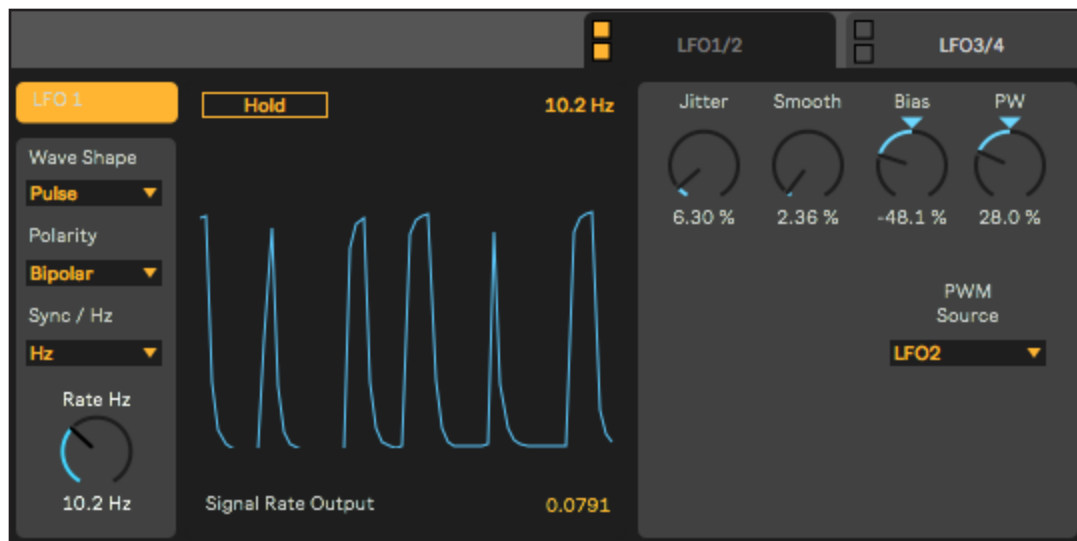 LFO1/2
LFO3/4
LFO 1
Hold
10.2 Hz
Wave Shape
Pulse
Polarity
Bipolar
Sync / Hz
Hz
Rate Hz
10.2 Hz
Signal Rate Output
0.0791
Jitter Smooth Bias PW
6.30 % 2.36 % -48.1 % 28.0 %
PWM
Source
LFO2